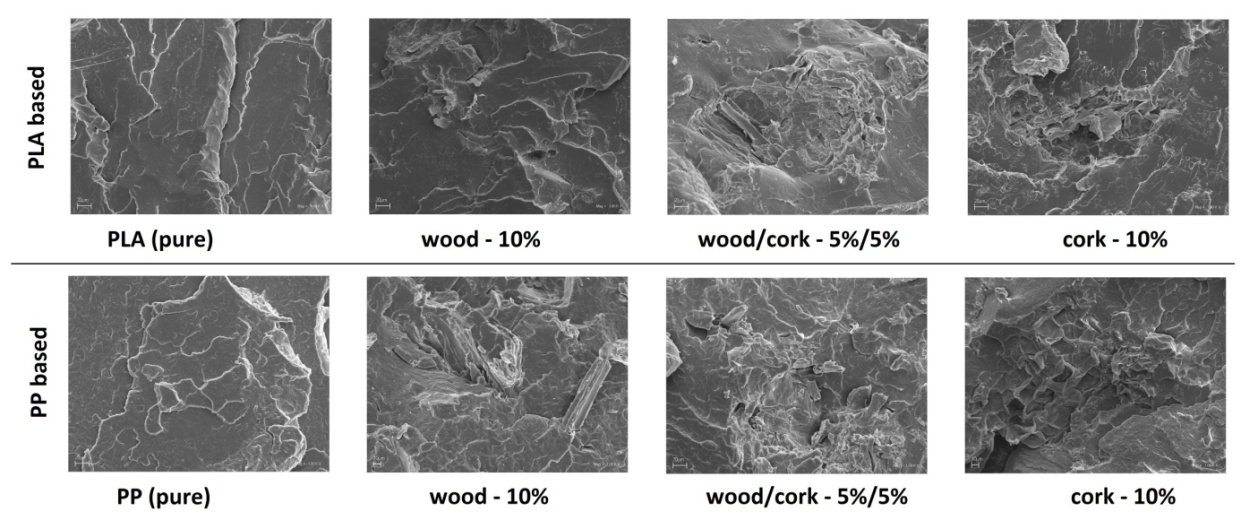 PLA based
PLA (pure)
wood - 10%
wood/cork - 5%/5%
cork - 10%
PP based
PP (pure)
wood - 10%
wood/cork - 5%/5%
cork - 10%